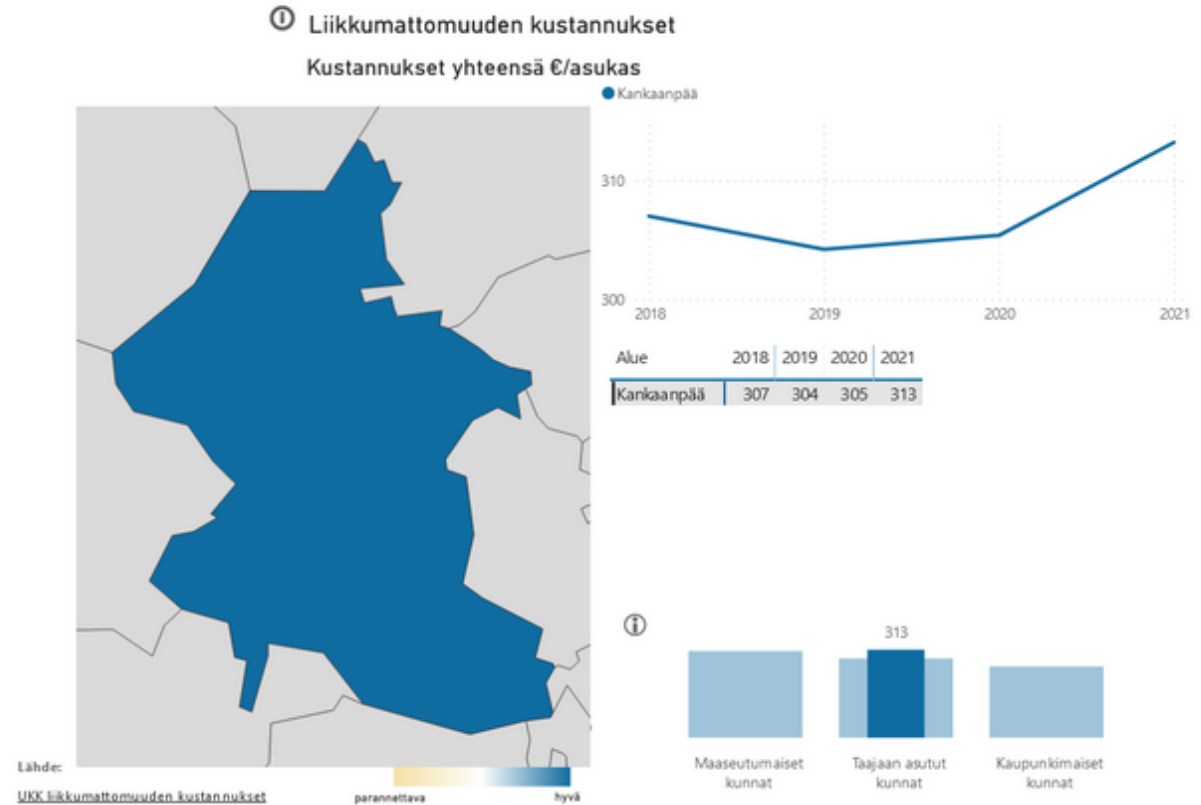 Liikkumattomuuden kustannukset
Kustannukset yhteensä €/asukas
Kankaanpää
310
300
2018 2019 2020 2021
Alue 2018 2019 2020 2021
Kankaanpää 307 304 305 313
313
Maaseutumaiset
kunnat
Taajaan asutut
kunnat
Kaupunkimaiset
kunnat
Lähde:
UKK liikkumattomuuden kustannukset
parannettava hyvä